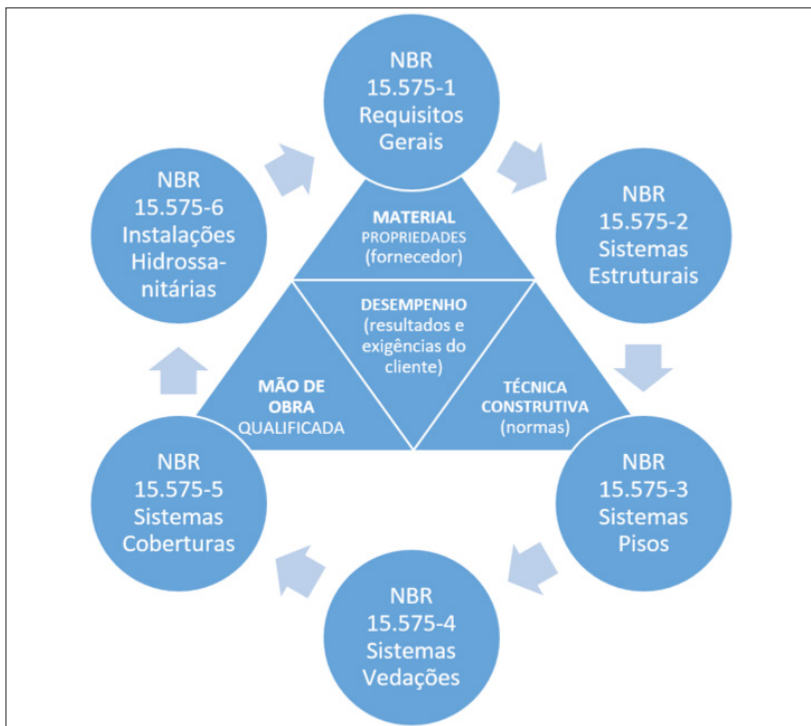 NBR
15.575-1
Requisitos
Gerais
NBR
15.575-2
Sistemas
Estruturais
NBR
15.575-3
Sistemas
Pisos
NBR
15.575-4
Sistemas
Vedações
NBR
15.575-5
Sistemas
Coberturas
NBR
15.575-6
Instalações
Hidrossa-
nitárias
MATERIAL
PROPRIEDADES
(fornecedor)
DESEMPENHO
(resultados e
exigências do
cliente)
MÃO DE
OBRA
QUALIFICADA
TÉCNICA
CONSTRUTIVA
(normas)